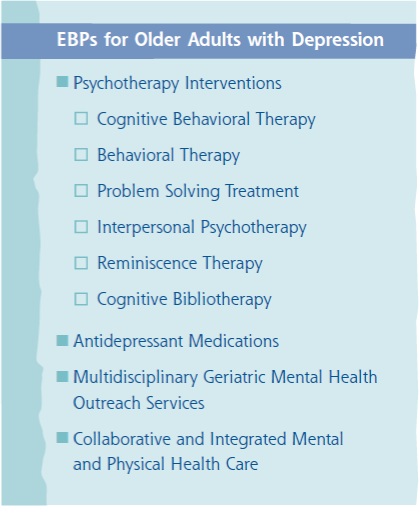 EBPs for Older Adults with Depression
Psychotherapy Interventions
Cognitive Behavioral Therapy
Behavioral Therapy
Problem Solving Treatment
Interpersonal Psychotherapy
Reminiscence Therapy
Cognitive Bibliotherapy
Antidepressant Medications
Multidisciplinary Geriatric Mental Health
Outreach Services
Collaborative and Integrated Mental
and Physical Health Care